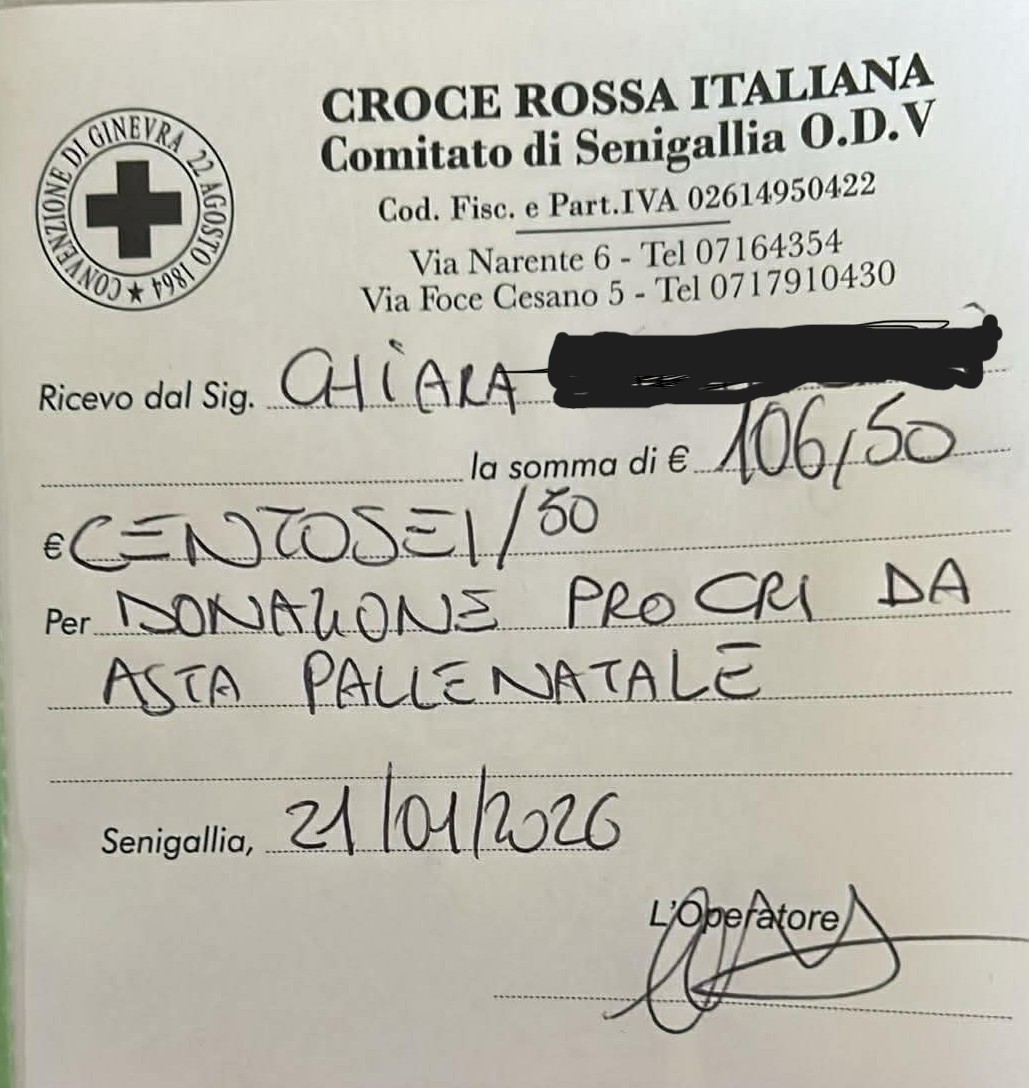 CONVENZIONE DI GINEVRA 22 AGOSTO 1864
CROCE ROSSA ITALIANA
Comitato di Senigallia O.D.V
Cod. Fisc. e Part.IVA 02614950422
Via Narente 6 - Tel 07164354
Via Foce Cesano 5 - Tel 0717910430
Ricevo dal Sig. CHIARA
la somma di € 106,50
€ CENTOSEI/50
Per DONAZIONE PRO CRI DA
ASTA PALLE NATALE
Senigallia, 21/01/2026
L'Operatore